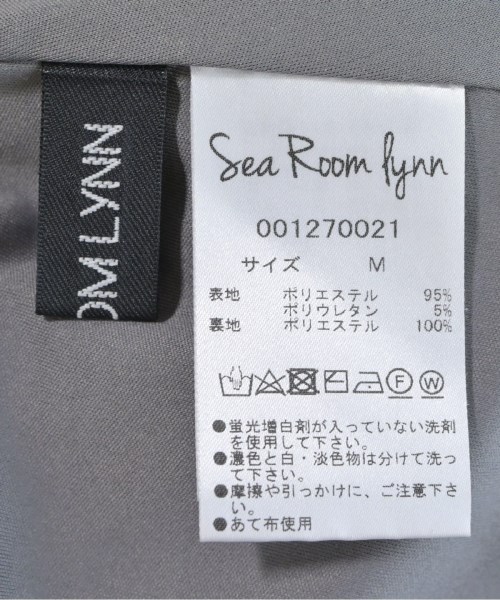 OM LYNN
Sea Room lynn
001270021
サイズ M
表地 ポリエステル 95%
ポリウレタン 5%
裏地 ポリエステル 100%
F W
●蛍光増白剤が入っていない洗剤
を使用して下さい。
●濃色と白・淡色物は分けて洗っ
て下さい。
●摩擦や引っかけに、ご注意下さ
い。
●あて布使用